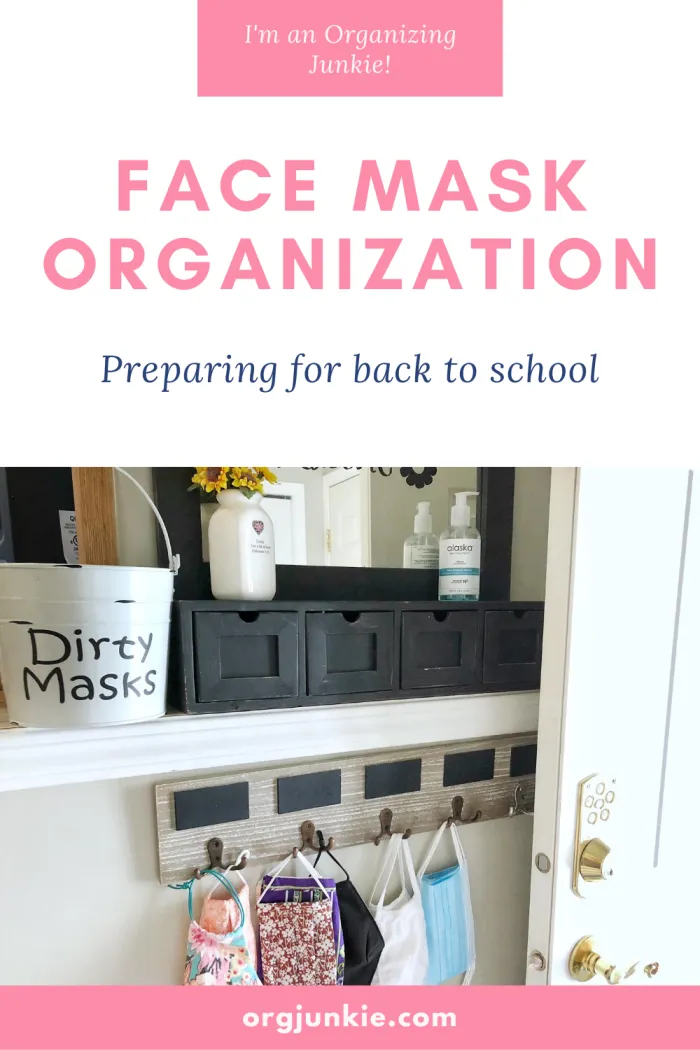 I'm an Organizing
Junkie!
FACE MASK
ORGANIZATION
Preparing for back to school
Dirty
Masks
alaska
orgjunkie.com